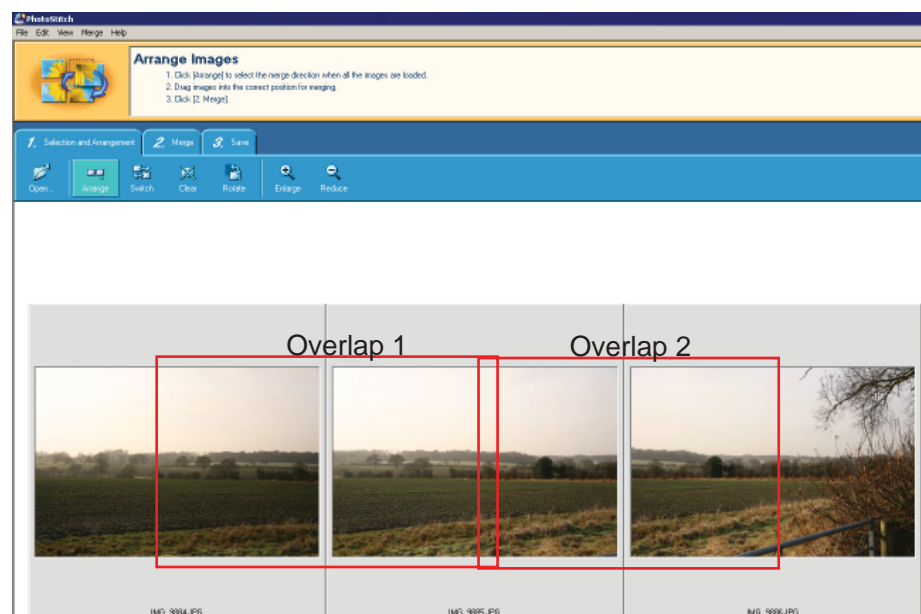 PhotoStitch
File Edit View Merge Help
Arrange Images
1. Click [Arrange] to select the merge direction when all the images are loaded.
2. Drag images into the correct position for merging.
3. Click [2. Merge].
1. Selection and Arrangement 2. Merge 3. Save
Open... Arrange Switch Clear Rotate Enlarge Reduce
Overlap 1 Overlap 2
IMG_9884.JPG IMG_9885.JPG IMG_9886.JPG